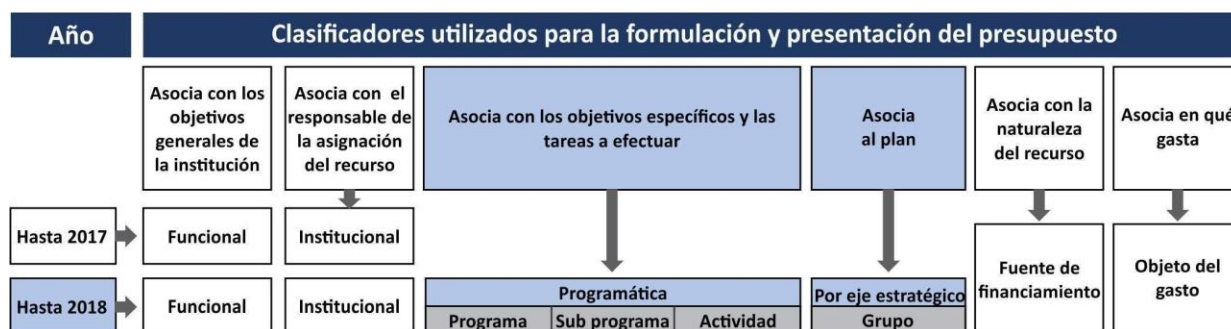 Año
Clasificadores utilizados para la formulación y presentación del presupuesto
Asocia con los
objetivos
generales de
la institución
Asocia con el
responsable de
la asignación
del recurso
Asocia con los objetivos específicos y las
tareas a efectuar
Asocia
al plan
Asocia con la
naturaleza
del recurso
Asocia en qué
gasta
Hasta 2017
Funcional
Institucional
Fuente de
financiamiento
Objeto del
gasto
Hasta 2018
Funcional
Institucional
Programática
Programa
Sub programa
Actividad
Por eje estratégico
Grupo